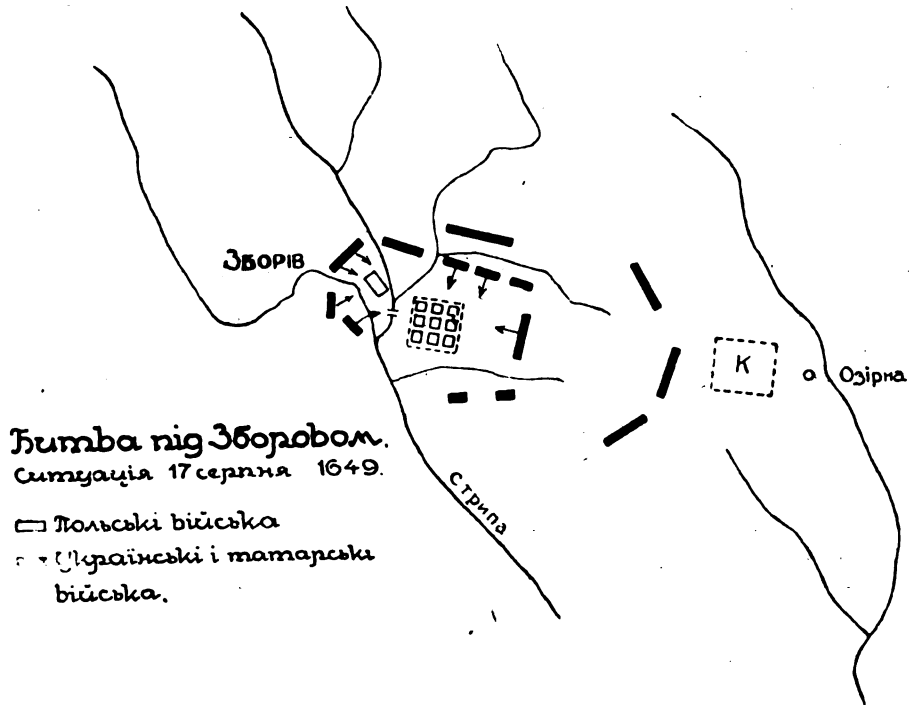 Зборів
К
Озірна
Стрипа
Битва під Зборовом.
Ситуація 17 серпня 1649.
Польські війська
Українські і татарські
війська.